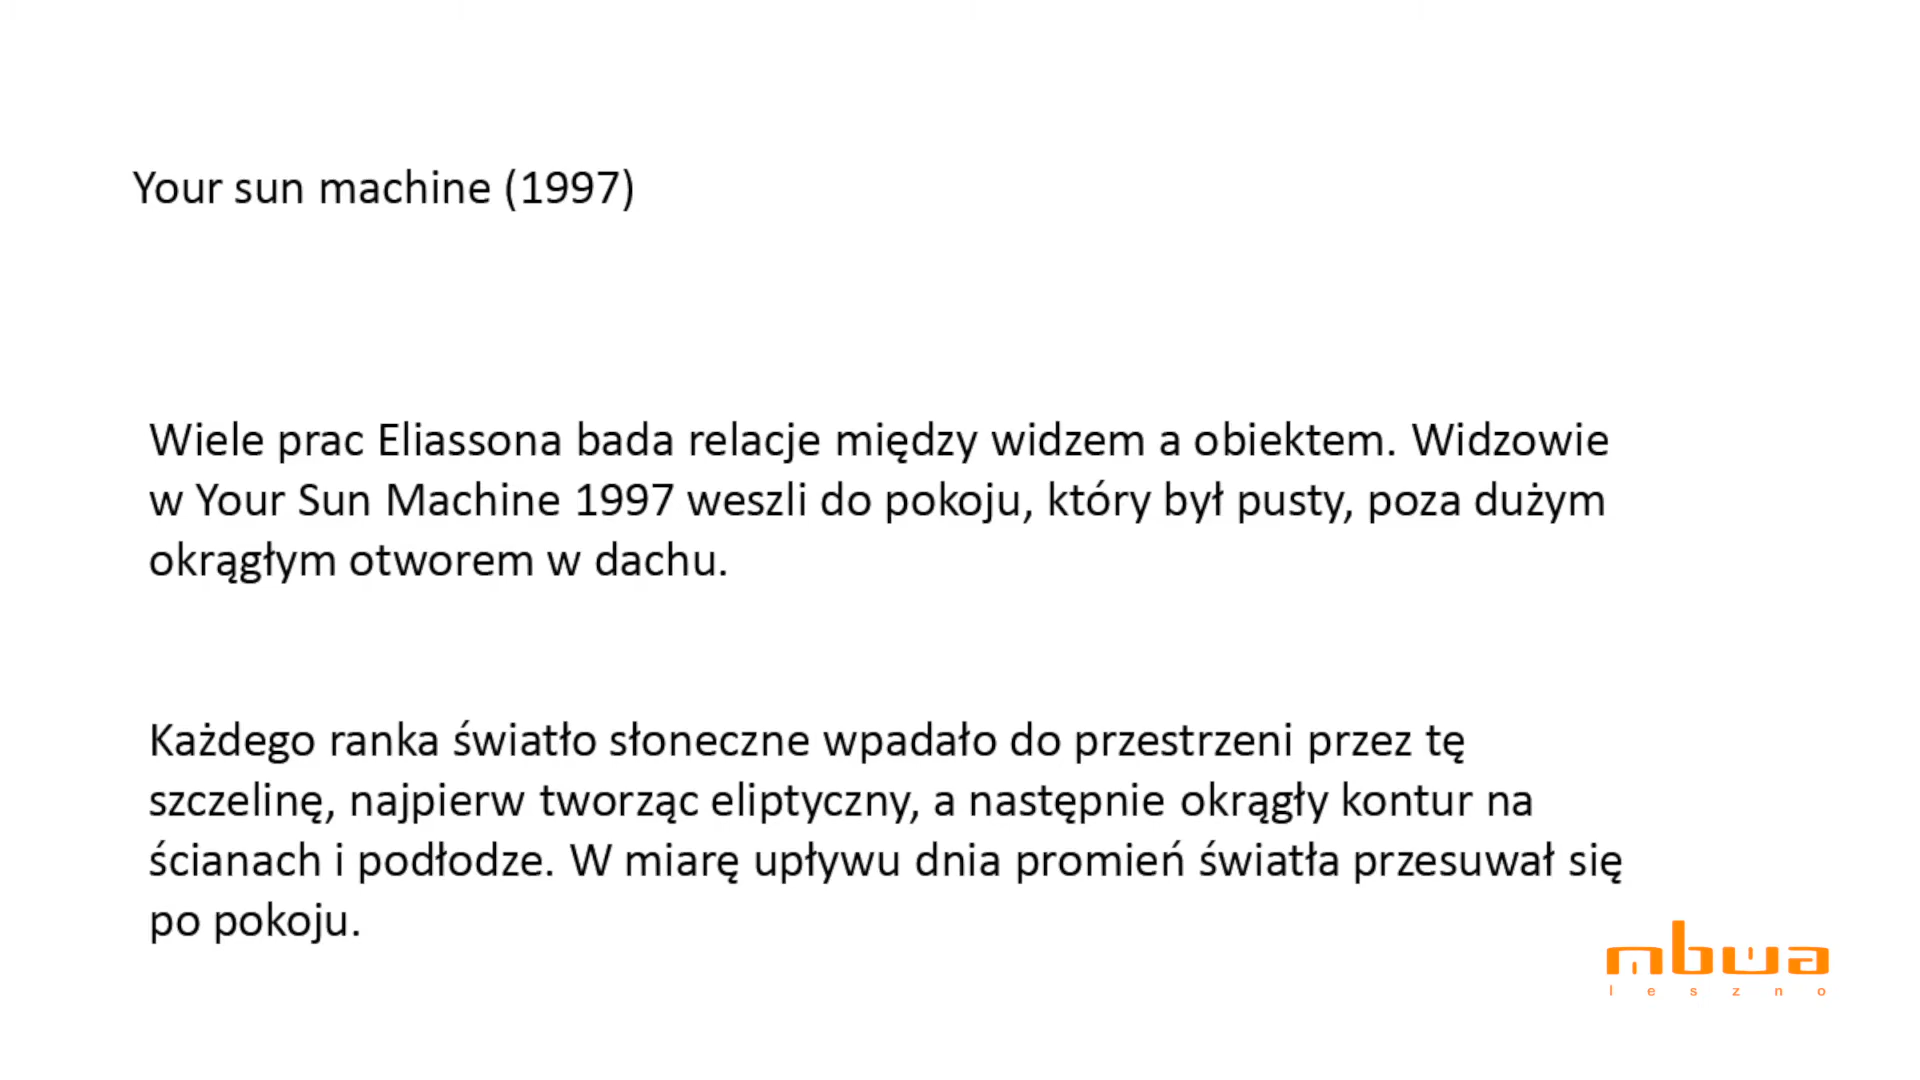 Your sun machine (1997)
Wiele prac Eliassona bada relacje między widzem a obiektem. Widzowie
w Your Sun Machine 1997 weszli do pokoju, który był pusty, poza dużym
okrągłym otworem w dachu.
Każdego ranka światło słoneczne wpadało do przestrzeni przez tę
szczelinę, najpierw tworząc eliptyczny, a następnie okrągły kontur na
ścianach i podłodze. W miarę upływu dnia promień światła przesuwał się
po pokoju.
mbwa
leszno